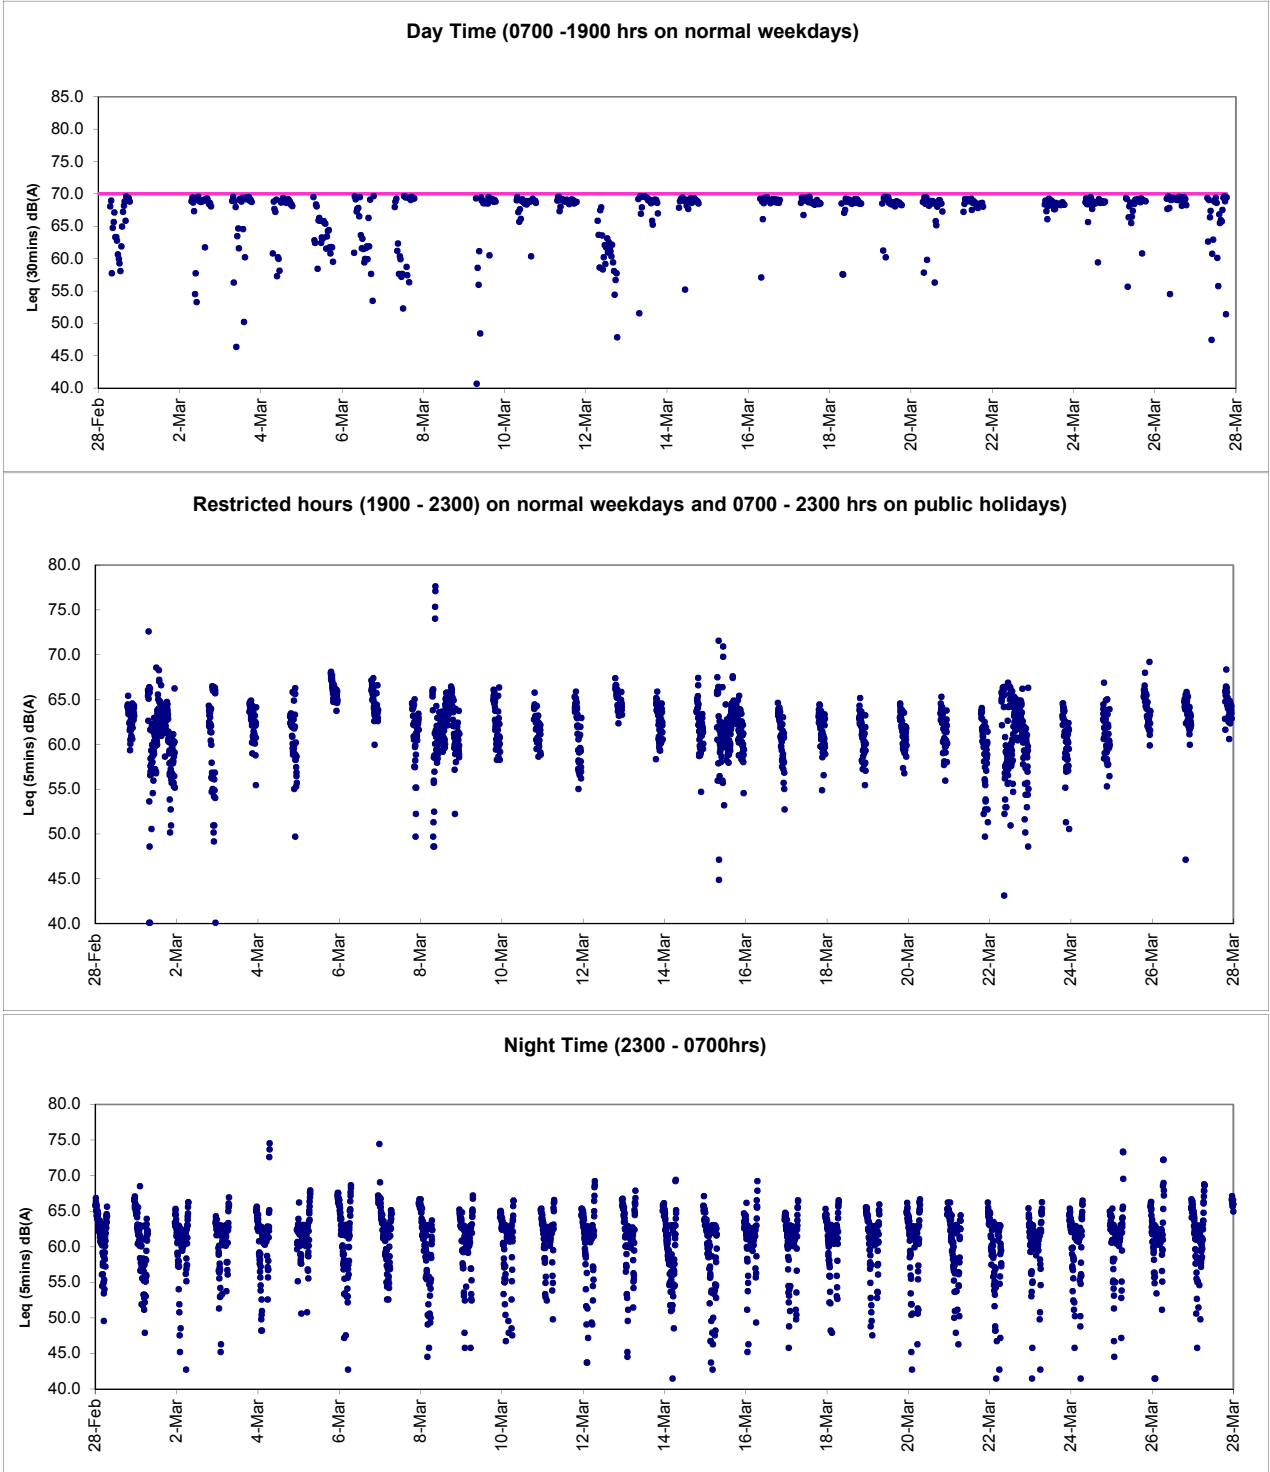 Day Time (0700 -1900 hrs on normal weekdays)
Leq (30mins) dB(A)
85.0
80.0
75.0
70.0
65.0
60.0
55.0
50.0
45.0
40.0
28-Feb
2-Mar
4-Mar
6-Mar
8-Mar
10-Mar
12-Mar
14-Mar
16-Mar
18-Mar
20-Mar
22-Mar
24-Mar
26-Mar
28-Mar
Restricted hours (1900 - 2300) on normal weekdays and 0700 - 2300 hrs on public holidays)
Leq (5mins) dB(A)
80.0
75.0
70.0
65.0
60.0
55.0
50.0
45.0
40.0
28-Feb
2-Mar
4-Mar
6-Mar
8-Mar
10-Mar
12-Mar
14-Mar
16-Mar
18-Mar
20-Mar
22-Mar
24-Mar
26-Mar
28-Mar
Night Time (2300 - 0700hrs)
Leq (5mins) dB(A)
80.0
75.0
70.0
65.0
60.0
55.0
50.0
45.0
40.0
28-Feb
2-Mar
4-Mar
6-Mar
8-Mar
10-Mar
12-Mar
14-Mar
16-Mar
18-Mar
20-Mar
22-Mar
24-Mar
26-Mar
28-Mar